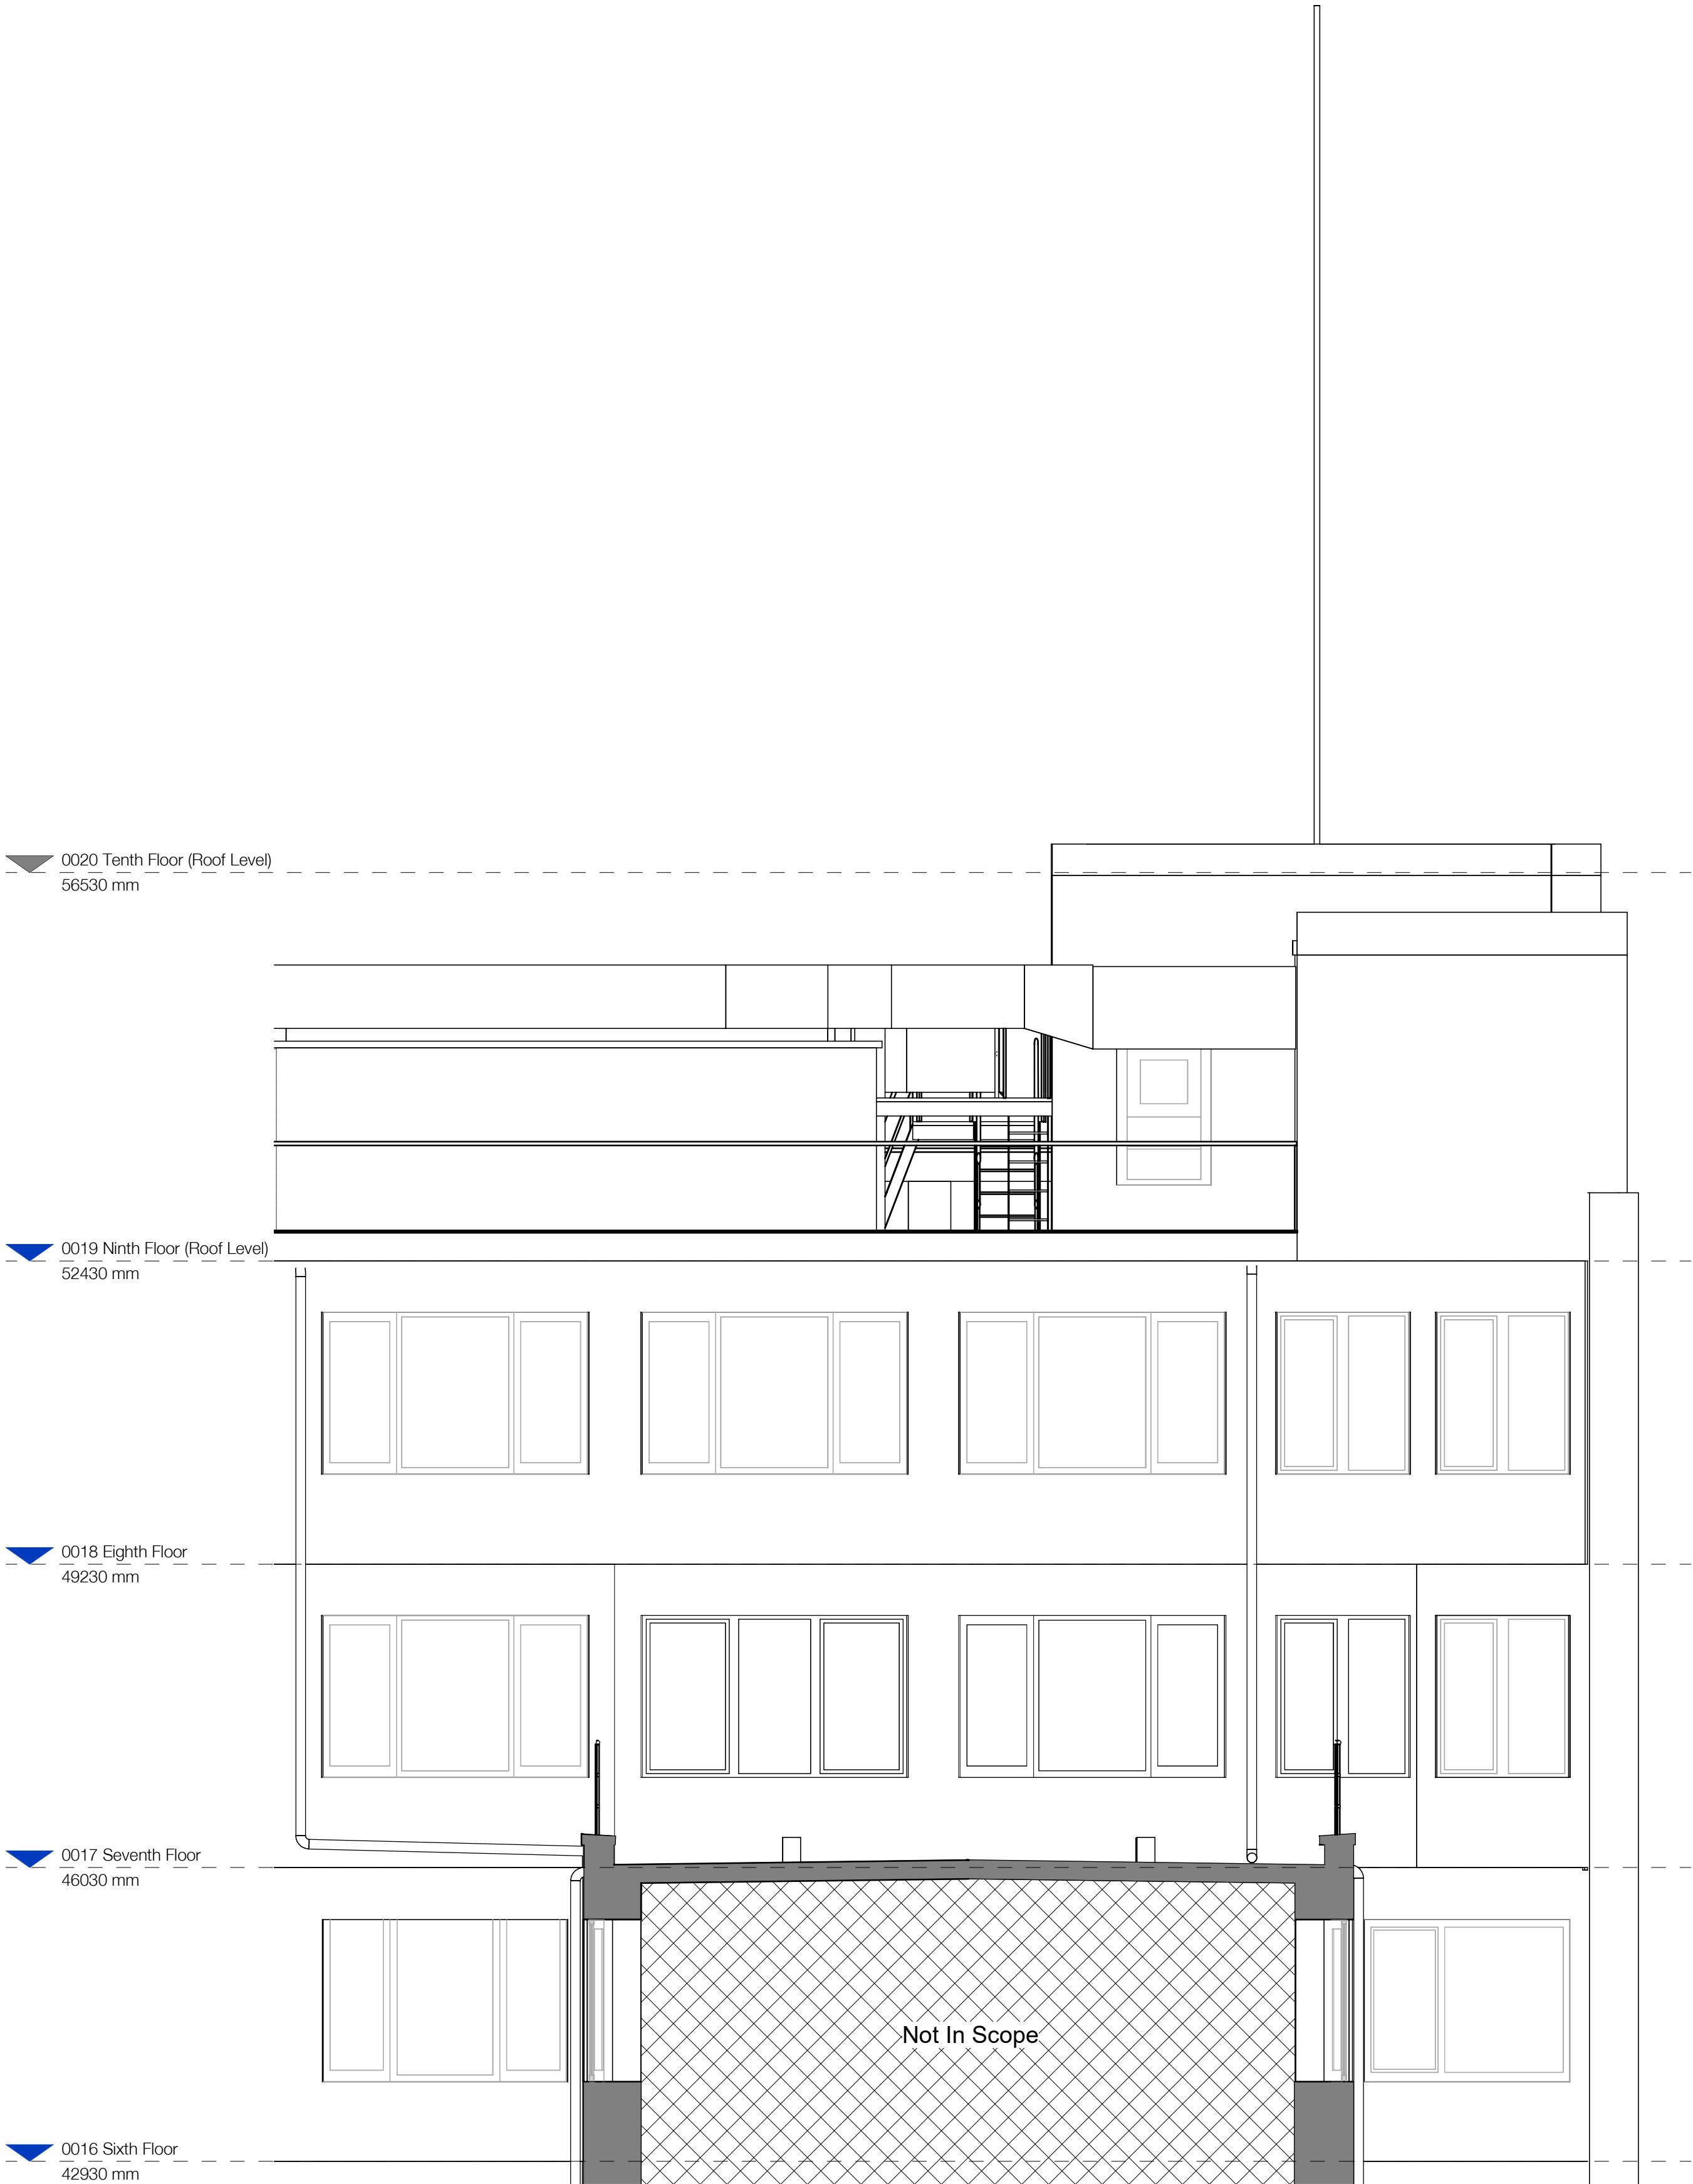 0020 Tenth Floor (Roof Level)
56530 mm
0019 Ninth Floor (Roof Level)
52430 mm
0018 Eighth Floor
49230 mm
0017 Seventh Floor
46030 mm
Not In Scope
0016 Sixth Floor
42930 mm